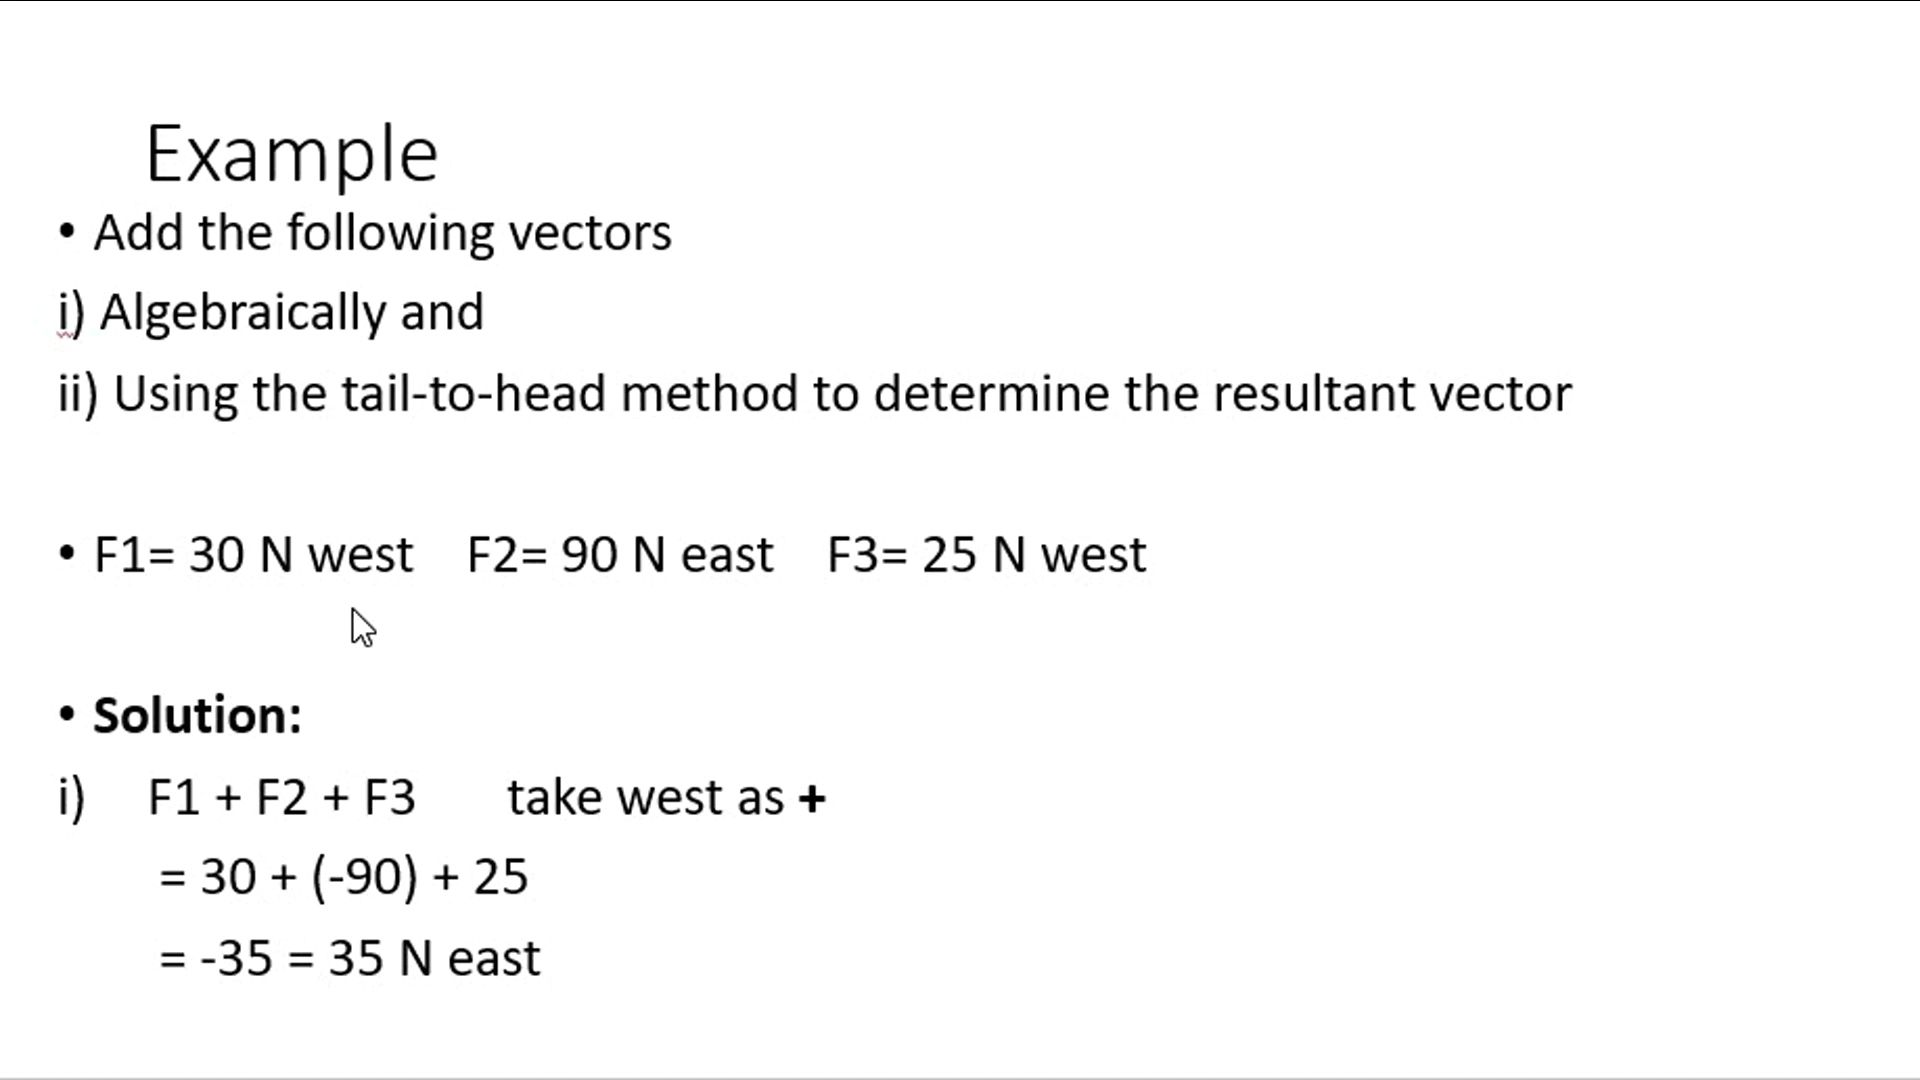 Example
• Add the following vectors
i) Algebraically and
ii) Using the tail-to-head method to determine the resultant vector
• F1= 30 N west F2= 90 N east F3= 25 N west
• Solution:
i) F1 + F2 + F3 take west as +
= 30 + (-90) + 25
= -35 = 35 N east